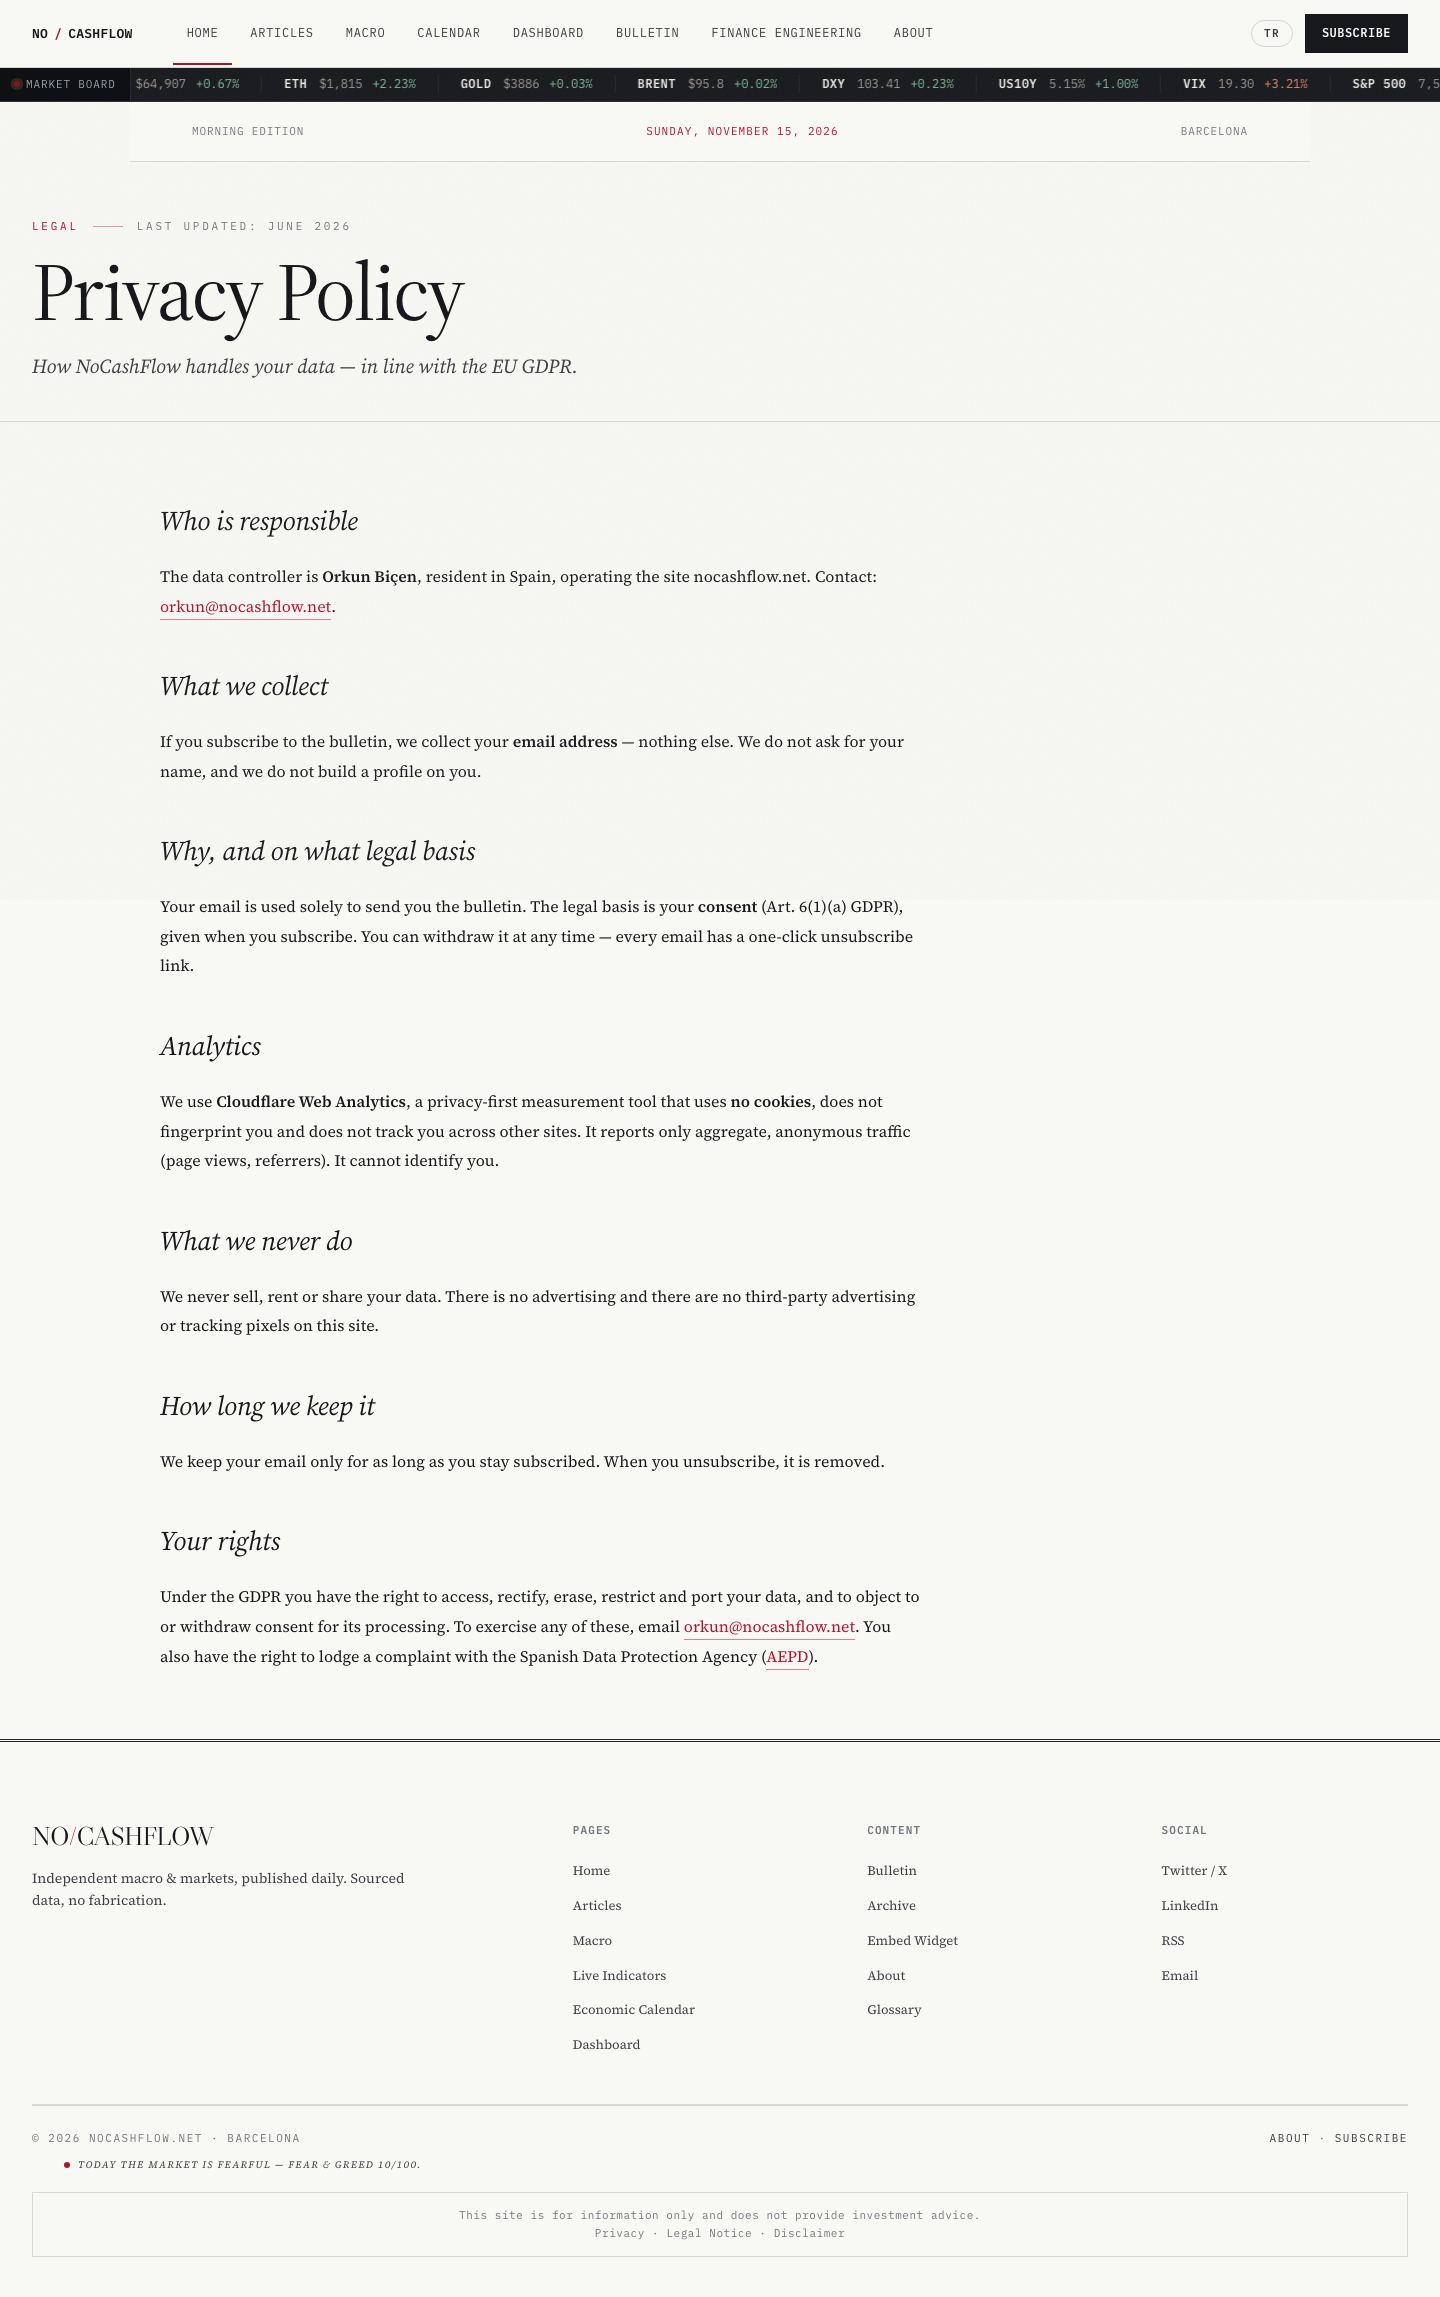 NO / CASHFLOW
HOME ARTICLES MACRO CALENDAR DASHBOARD BULLETIN FINANCE ENGINEERING ABOUT
TR SUBSCRIBE
MARKET BOARD $64,907 +0.67% ETH $1,815 +2.23% GOLD $3886 +0.03% BRENT $95.8 +0.02% DXY 103.41 +0.23% US10Y 5.15% +1.00% VIX 19.30 +3.21% S&P 500 7,5
MORNING EDITION SUNDAY, NOVEMBER 15, 2026 BARCELONA
LEGAL LAST UPDATED: JUNE 2026
Privacy Policy
How NoCashFlow handles your data — in line with the EU GDPR.
Who is responsible
The data controller is Orkun Biçen, resident in Spain, operating the site nocashflow.net. Contact:
orkun@nocashflow.net.
What we collect
If you subscribe to the bulletin, we collect your email address — nothing else. We do not ask for your
name, and we do not build a profile on you.
Why, and on what legal basis
Your email is used solely to send you the bulletin. The legal basis is your consent (Art. 6(1)(a) GDPR),
given when you subscribe. You can withdraw it at any time — every email has a one-click unsubscribe
link.
Analytics
We use Cloudflare Web Analytics, a privacy-first measurement tool that uses no cookies, does not
fingerprint you and does not track you across other sites. It reports only aggregate, anonymous traffic
(page views, referrers). It cannot identify you.
What we never do
We never sell, rent or share your data. There is no advertising and there are no third-party advertising
or tracking pixels on this site.
How long we keep it
We keep your email only for as long as you stay subscribed. When you unsubscribe, it is removed.
Your rights
Under the GDPR you have the right to access, rectify, erase, restrict and port your data, and to object to
or withdraw consent for its processing. To exercise any of these, email orkun@nocashflow.net. You
also have the right to lodge a complaint with the Spanish Data Protection Agency (AEPD).
NO/CASHFLOW
Independent macro & markets, published daily. Sourced
data, no fabrication.
PAGES
Home
Articles
Macro
Live Indicators
Economic Calendar
Dashboard
CONTENT
Bulletin
Archive
Embed Widget
About
Glossary
SOCIAL
Twitter / X
LinkedIn
RSS
Email
© 2026 NOCASHFLOW.NET · BARCELONA
ABOUT · SUBSCRIBE
TODAY THE MARKET IS FEARFUL — FEAR & GREED 10/100.
This site is for information only and does not provide investment advice.
Privacy · Legal Notice · Disclaimer